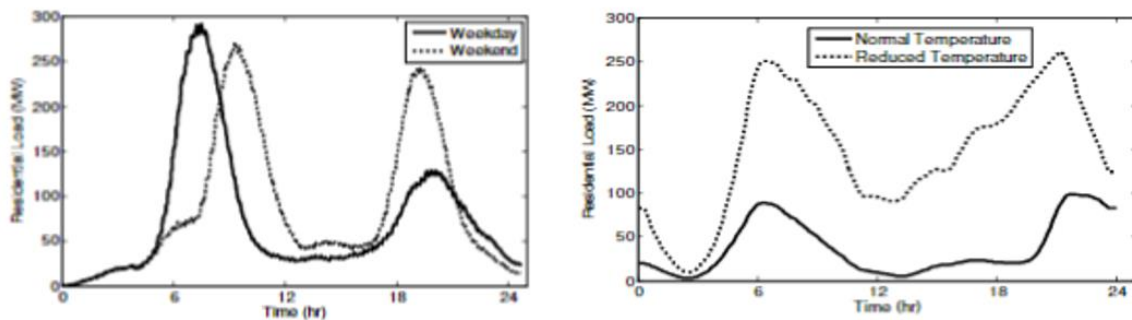 300
250
200
150
100
50
0
Residential Load (MW)
Weekday
Weekend
0 6 12 18 24
Time (hr)
300
250
200
150
100
50
0
Residential Load (MW)
Normal Temperature
Reduced Temperature
0 6 12 18 24
Time (hr)